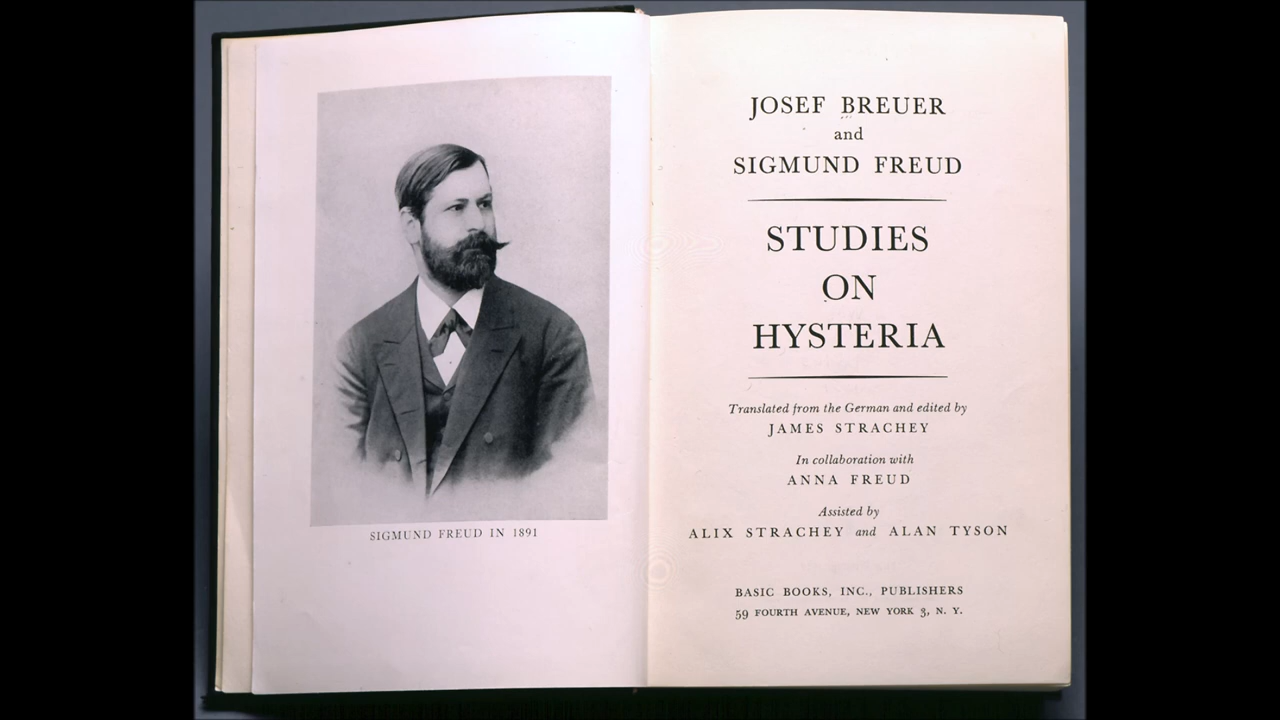 SIGMUND FREUD IN 1891
JOSEF BREUER
and
SIGMUND FREUD
STUDIES
ON
HYSTERIA
Translated from the German and edited by
JAMES STRACHEY
In collaboration with
ANNA FREUD
Assisted by
ALIX STRACHEY and ALAN TYSON
BASIC BOOKS, INC., PUBLISHERS
59 FOURTH AVENUE, NEW YORK 3, N. Y.